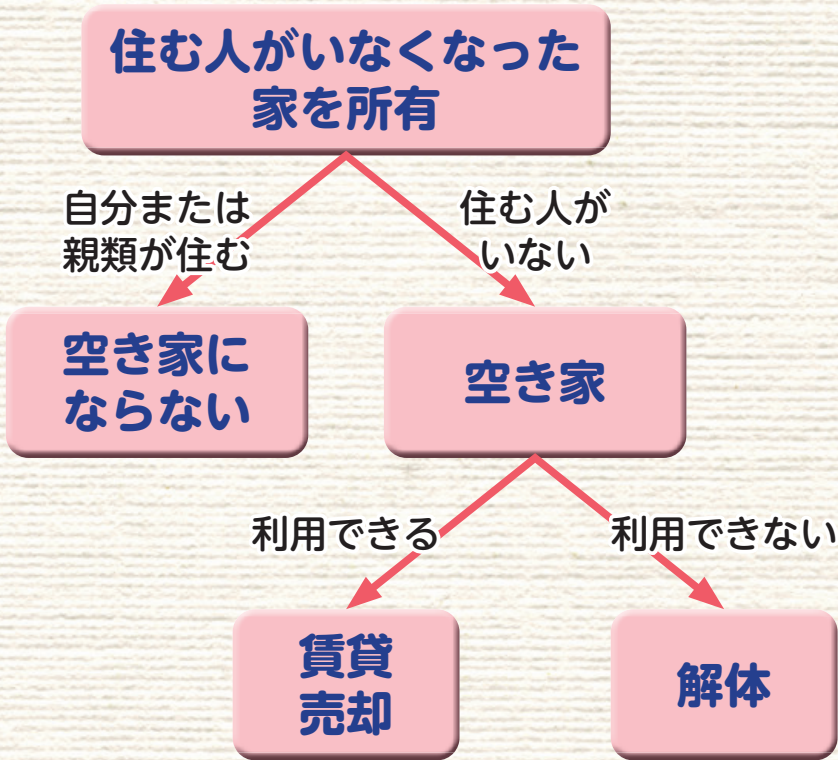 住む人がいなくなった
家を所有
自分または
親類が住む
住む人が
いない
空き家に
ならない
空き家
利用できる
利用できない
賃貸
売却
解体